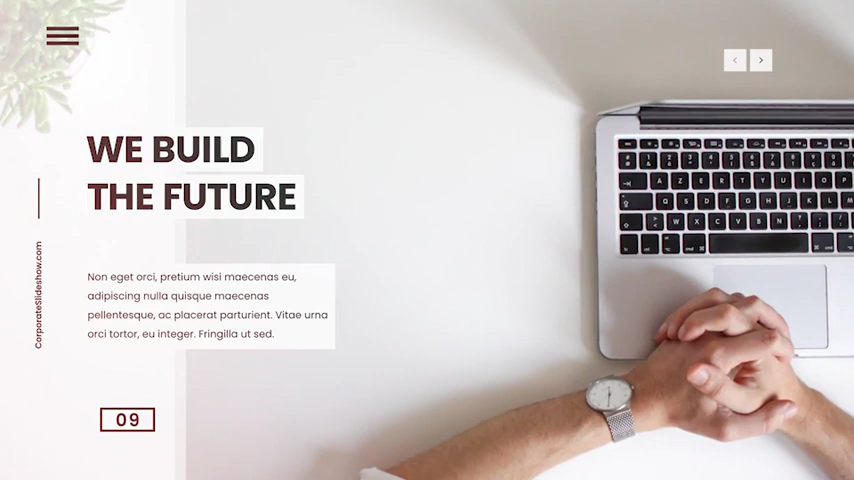 WE BUILD
THE FUTURE
CorporateSlideshow.com
Non eget orci, pretium wisi maecenas eu,
adipiscing nulla quisque maecenas
pellentesque, ac placerat parturient. Vitae urna
orci tortor, eu integer. Fringilla ut sed.
09
A Z E R T Y U I O P
Q S D F G H J K L
W X C V B N